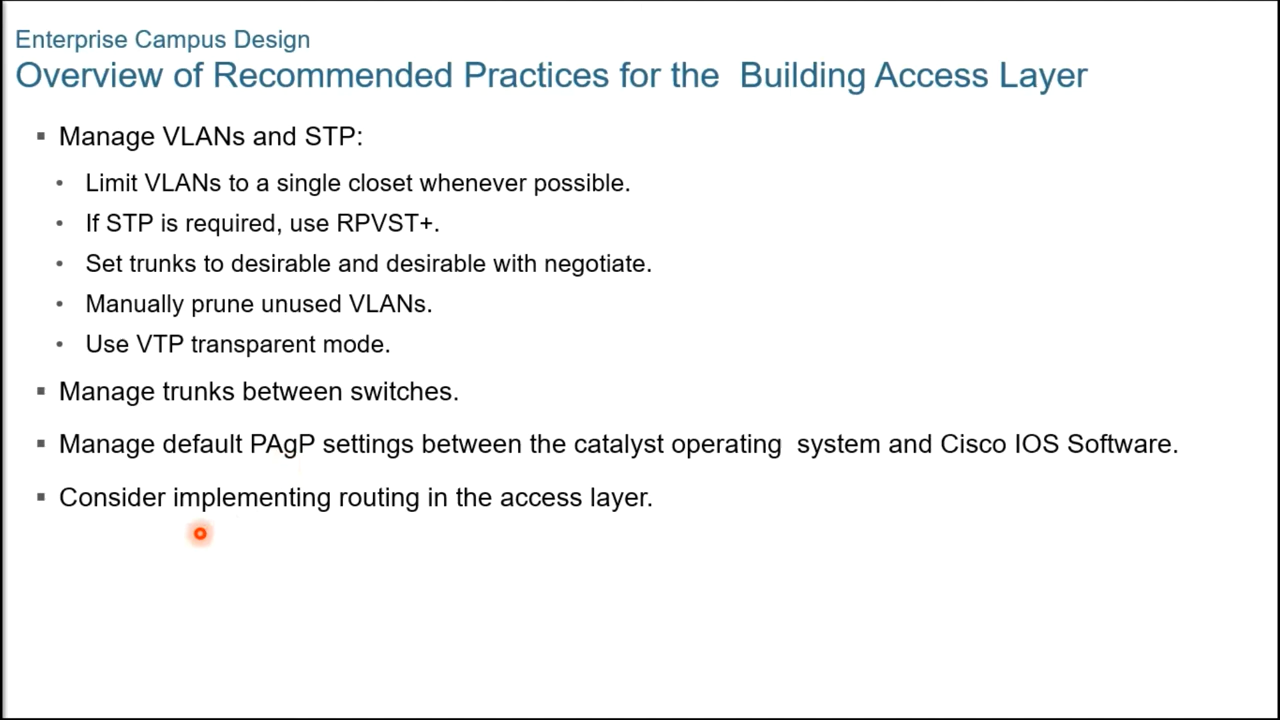 Enterprise Campus Design
Overview of Recommended Practices for the  Building Access Layer
▪ Manage VLANs and STP:
• Limit VLANs to a single closet whenever possible.
• If STP is required, use RPVST+.
• Set trunks to desirable and desirable with negotiate.
• Manually prune unused VLANs.
• Use VTP transparent mode.
▪ Manage trunks between switches.
▪ Manage default PAgP settings between the catalyst operating  system and Cisco IOS Software.
▪ Consider implementing routing in the access layer.